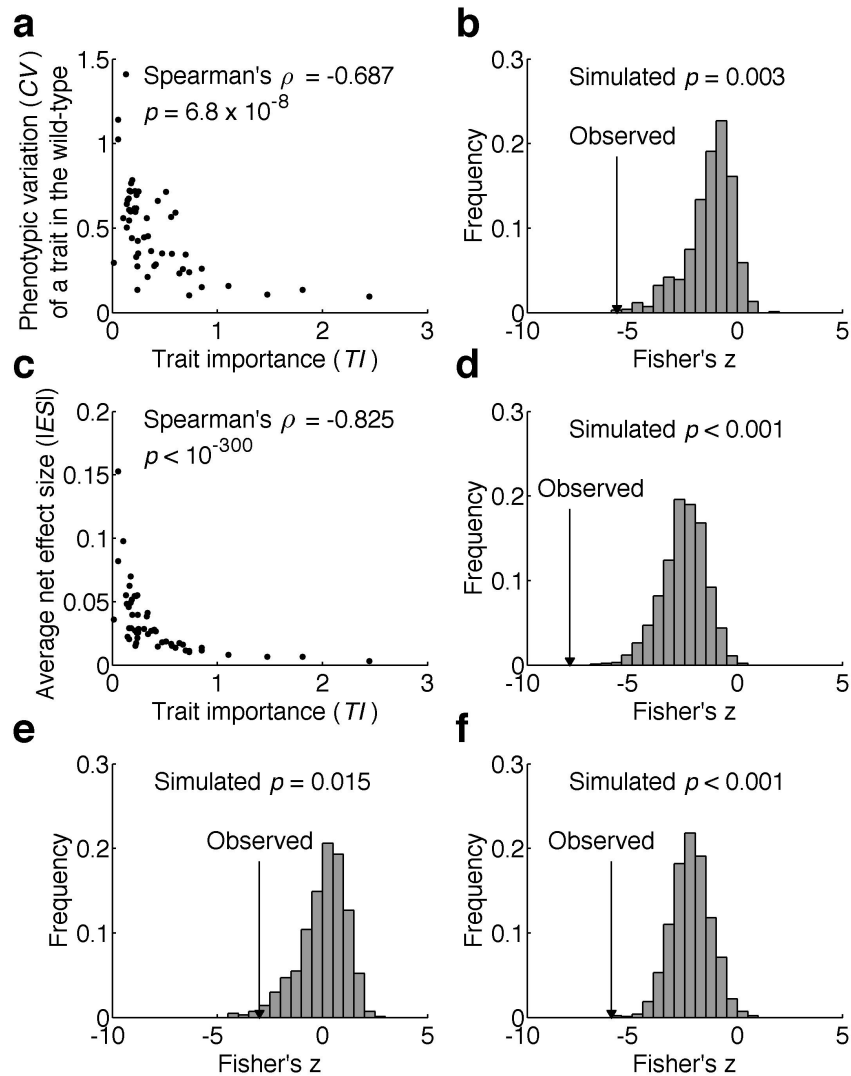 a
Phenotypic variation (CV)
of a trait in the wild-type
1.5
1
0.5
0
Spearman's ρ = -0.687
p = 6.8 x 10-8
0 1 2 3
Trait importance (TI)
b
Frequency
0.3
0.2
0.1
0
Simulated p = 0.003
Observed
-10 -5 0 5
Fisher's z
c
Average net effect size (|ES|)
0.2
0.15
0.1
0.05
0
Spearman's ρ = -0.825
p < 10-300
0 1 2 3
Trait importance (TI)
d
Frequency
0.3
0.2
0.1
0
Simulated p < 0.001
Observed
-10 -5 0 5
Fisher's z
e
Frequency
0.3
0.2
0.1
0
Simulated p = 0.015
Observed
-10 -5 0 5
Fisher's z
f
Frequency
0.3
0.2
0.1
0
Simulated p < 0.001
Observed
-10 -5 0 5
Fisher's z